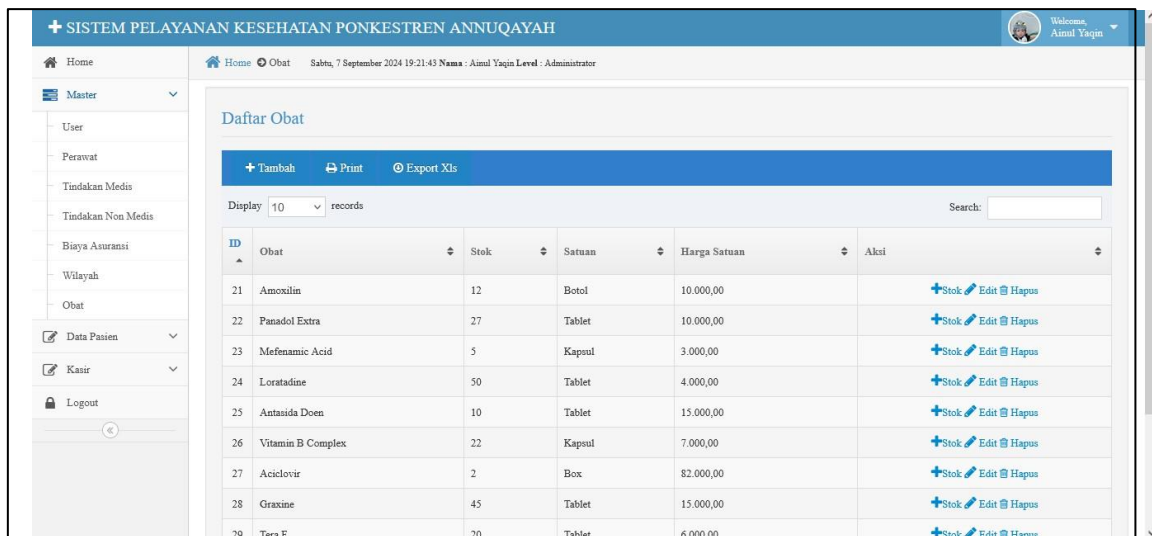 SISTEM PELAYANAN KESEHATAN PONKESTREN ANNUQAYAH
Welcome,
Ainul Yaqin
Home
Master
User
Perawat
Tindakan Medis
Tindakan Non Medis
Biaya Asuransi
Wilayah
Obat
Data Pasien
Kasir
Logout
Home Obat Sabtu, 7 September 2024 19:21:43 Nama : Ainul Yaqin Level : Administrator
Daftar Obat
Tambah Print Export Xls
Display 10 records Search:
ID Obat Stok Satuan Harga Satuan Aksi
21 Amoxilin 12 Botol 10.000,00 Stok Edit Hapus
22 Panadol Extra 27 Tablet 10.000,00 Stok Edit Hapus
23 Mefenamic Acid 5 Kapsul 3.000,00 Stok Edit Hapus
24 Loratadine 50 Tablet 4.000,00 Stok Edit Hapus
25 Antasida Doen 10 Tablet 15.000,00 Stok Edit Hapus
26 Vitamin B Complex 22 Kapsul 7.000,00 Stok Edit Hapus
27 Aciclovir 2 Box 82.000,00 Stok Edit Hapus
28 Graxine 45 Tablet 15.000,00 Stok Edit Hapus
29 Tera F 20 Tablet 6.000,00 Stok Edit Hapus